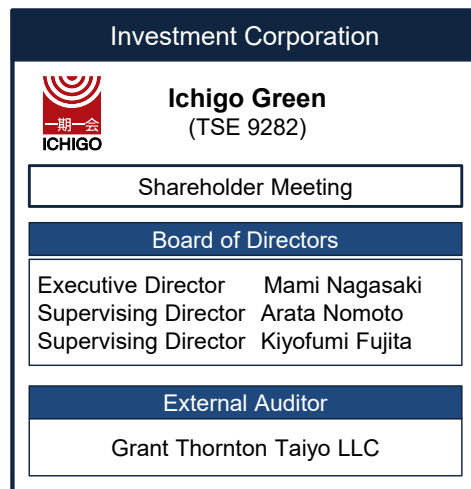 Investment Corporation
一期一会
ICHIGO
Ichigo Green
(TSE 9282)
Shareholder Meeting
Board of Directors
Executive Director Mami Nagasaki
Supervising Director Arata Nomoto
Supervising Director Kiyofumi Fujita
External Auditor
Grant Thornton Taiyo LLC